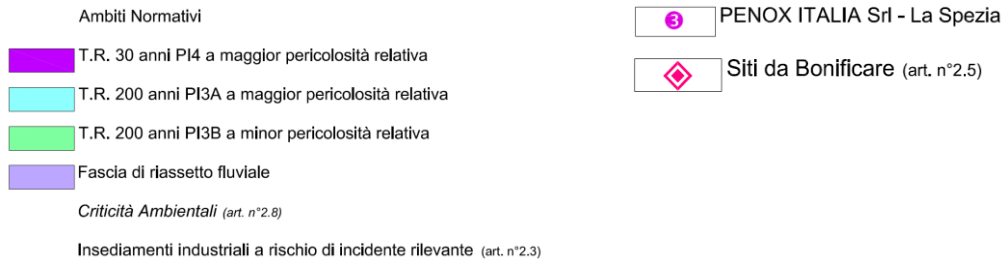 Ambiti Normativi
T.R. 30 anni PI4 a maggior pericolosità relativa
T.R. 200 anni PI3A a maggior pericolosità relativa
T.R. 200 anni PI3B a minor pericolosità relativa
Fascia di riassetto fluviale
Criticità Ambientali (art. n°2.8)
Insediamenti industriali a rischio di incidente rilevante (art. n°2.3)
3 PENOX ITALIA Srl - La Spezia
Siti da Bonificare (art. n°2.5)